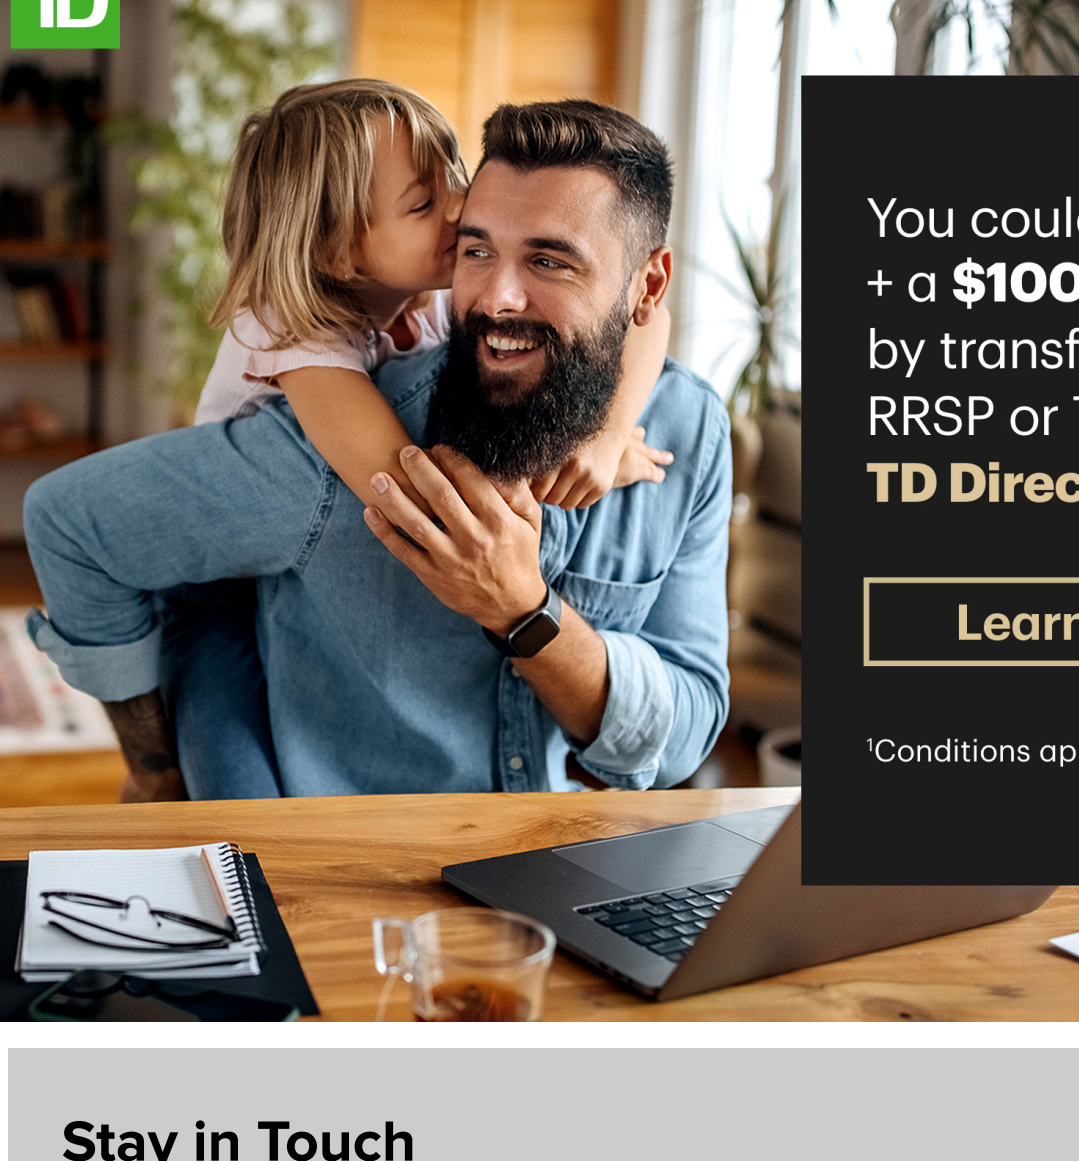 TD
You coul
+ a $100
by transf
RRSP or
TD Direc
Learn
¹Conditions ap
Stay in Touch